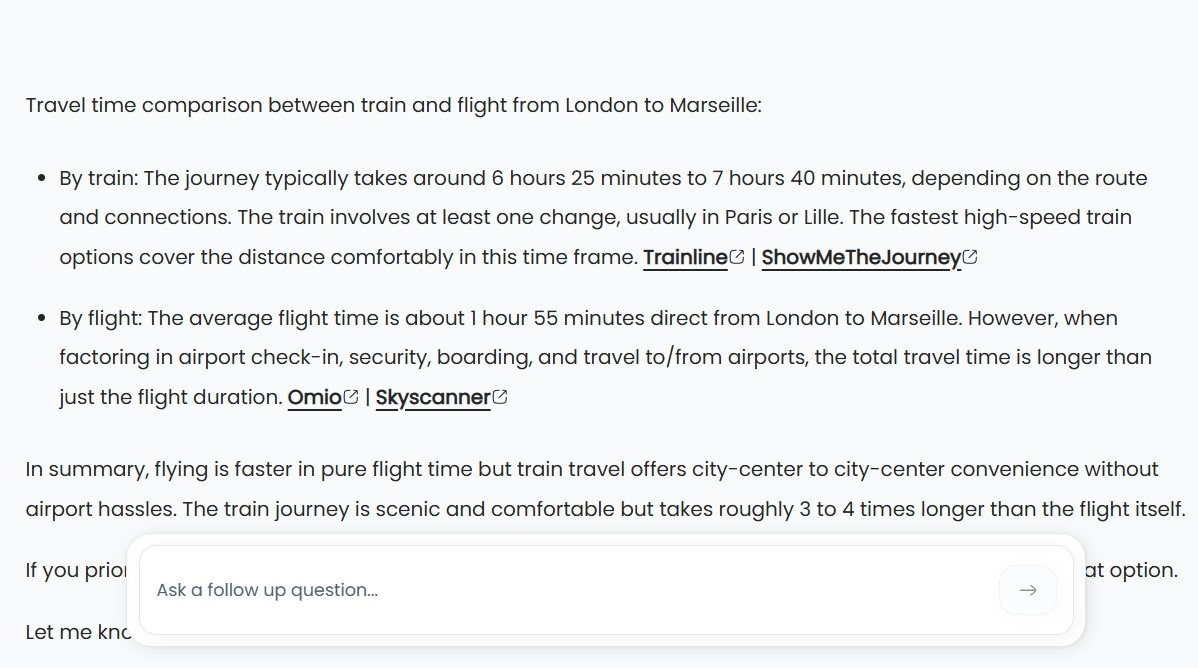 Travel time comparison between train and flight from London to Marseille:
By train: The journey typically takes around 6 hours 25 minutes to 7 hours 40 minutes, depending on the route
and connections. The train involves at least one change, usually in Paris or Lille. The fastest high-speed train
options cover the distance comfortably in this time frame. Trainline | ShowMeTheJourney
By flight: The average flight time is about 1 hour 55 minutes direct from London to Marseille. However, when
factoring in airport check-in, security, boarding, and travel to/from airports, the total travel time is longer than
just the flight duration. Omio | Skyscanner
In summary, flying is faster in pure flight time but train travel offers city-center to city-center convenience without
airport hassles. The train journey is scenic and comfortable but takes roughly 3 to 4 times longer than the flight itself.
If you at option.
Ask a follow up question...
Let me